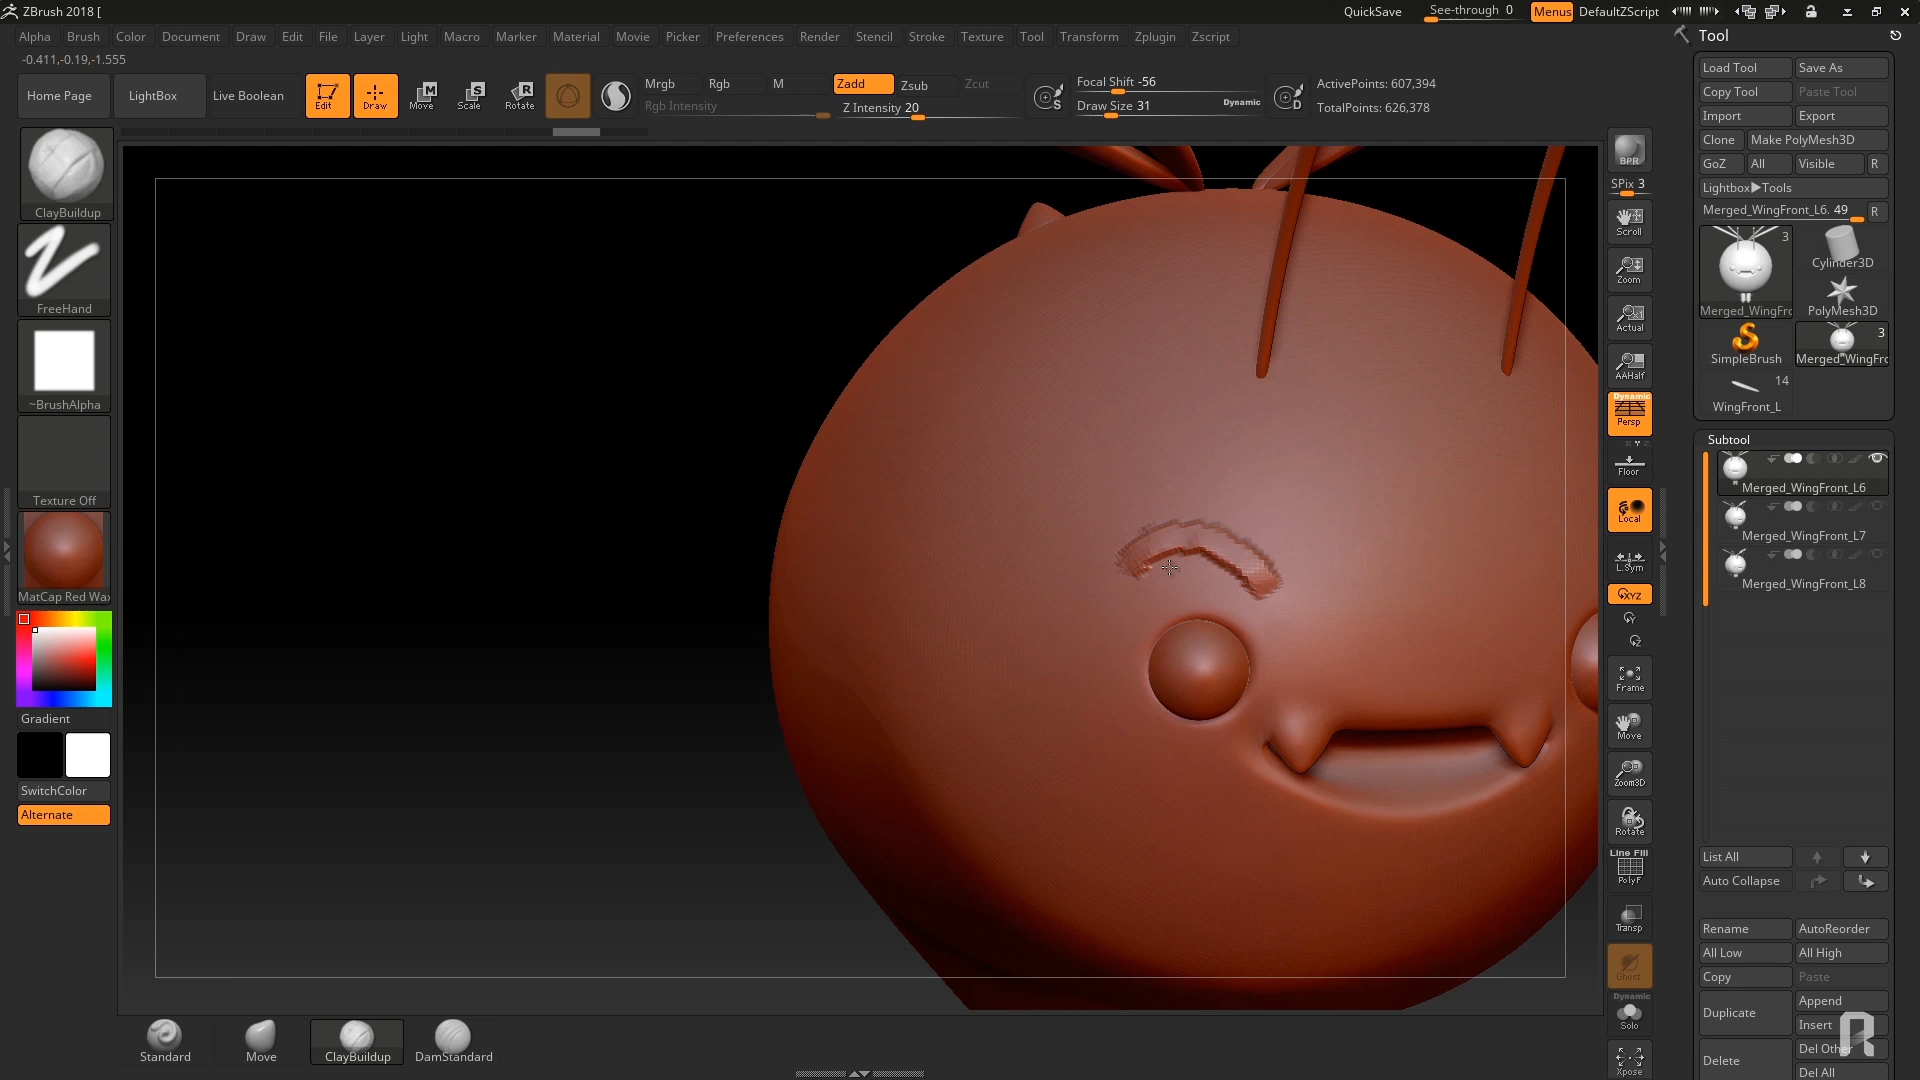 ZBrush 2018 [
QuickSave
See-through 0
Menus
DefaultZScript
Alpha Brush Color Document Draw Edit File Layer Light Macro Marker Material Movie Picker Preferences Render Stencil Stroke Texture Tool Transform Zplugin Zscript
-0.411,-0.19,-1.555
Home Page
LightBox
Live Boolean
Edit
Draw
Move
Scale
Rotate
Mrgb Rgb M
Rgb Intensity
Zadd Zsub Zcut
Z Intensity 20
Focal Shift -56
Draw Size 31
Dynamic
ActivePoints: 607,394
TotalPoints: 626,378
ClayBuildup
FreeHand
~BrushAlpha
Texture Off
MatCap Red Wax
Gradient
SwitchColor
Alternate
BPR
SPix 3
Scroll
Zoom
Actual
AAHalf
Dynamic
Persp
Floor
Local
L.Sym
XYZ
Y
Z
Frame
Move
Zoom3D
Rotate
Line Fill
PolyF
Transp
Ghost
Dynamic
Solo
Xpose
Tool
Load Tool Save As
Copy Tool Paste Tool
Import Export
Clone Make PolyMesh3D
GoZ All Visible R
Lightbox▶Tools
Merged_WingFront_L6. 49 R
3
Merged_WingFrc
Cylinder3D
PolyMesh3D
SimpleBrush
3
Merged_WingFrc
14
WingFront_L
Subtool
Merged_WingFront_L6
Merged_WingFront_L7
Merged_WingFront_L8
List All
Auto Collapse
Rename AutoReorder
All Low All High
Copy Paste
Duplicate Append
Insert
Delete Del Other
Del All
Standard
Move
ClayBuildup
DamStandard